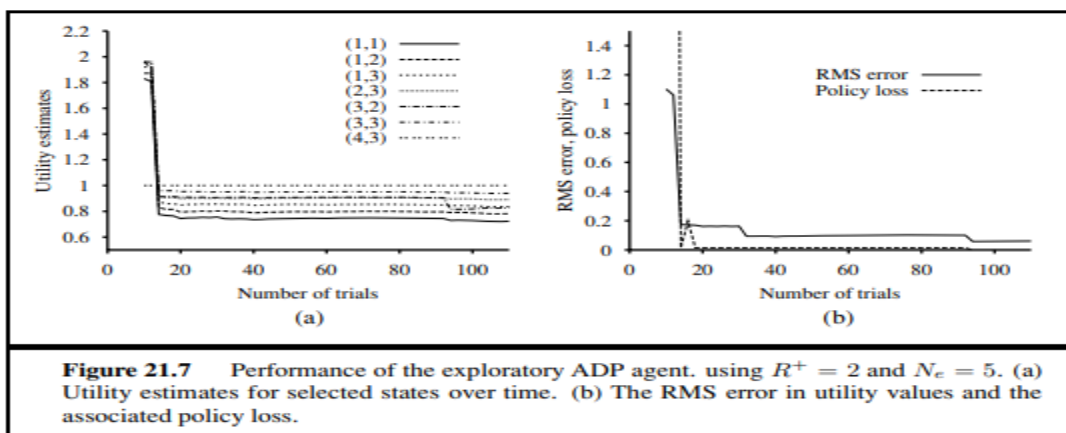 2.2
2
1.8
1.6
1.4
1.2
1
0.8
0.6
Utility estimates
(1,1)
(1,2)
(1,3)
(2,3)
(3,2)
(3,3)
(4,3)
0 20 40 60 80 100
Number of trials
(a)
1.4
1.2
1
0.8
0.6
0.4
0.2
0
RMS error, policy loss
RMS error
Policy loss
0 20 40 60 80 100
Number of trials
(b)
Figure 21.7 Performance of the exploratory ADP agent. using R⁺ = 2 and Nₑ = 5. (a)
Utility estimates for selected states over time. (b) The RMS error in utility values and the
associated policy loss.